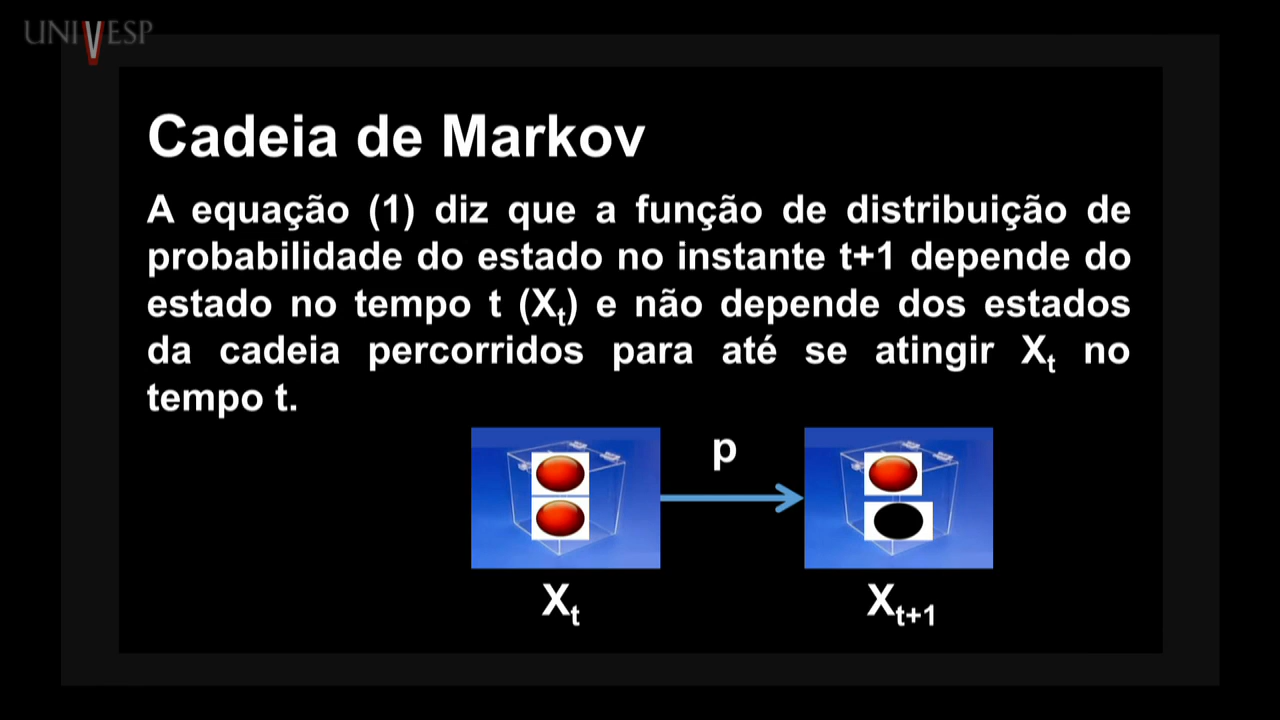 UNIVESP
Cadeia de Markov
A equação (1) diz que a função de distribuição de
probabilidade do estado no instante t+1 depende do
estado no tempo t (Xt) e não depende dos estados
da cadeia percorridos para até se atingir Xt no
tempo t.
p
Xt
Xt+1